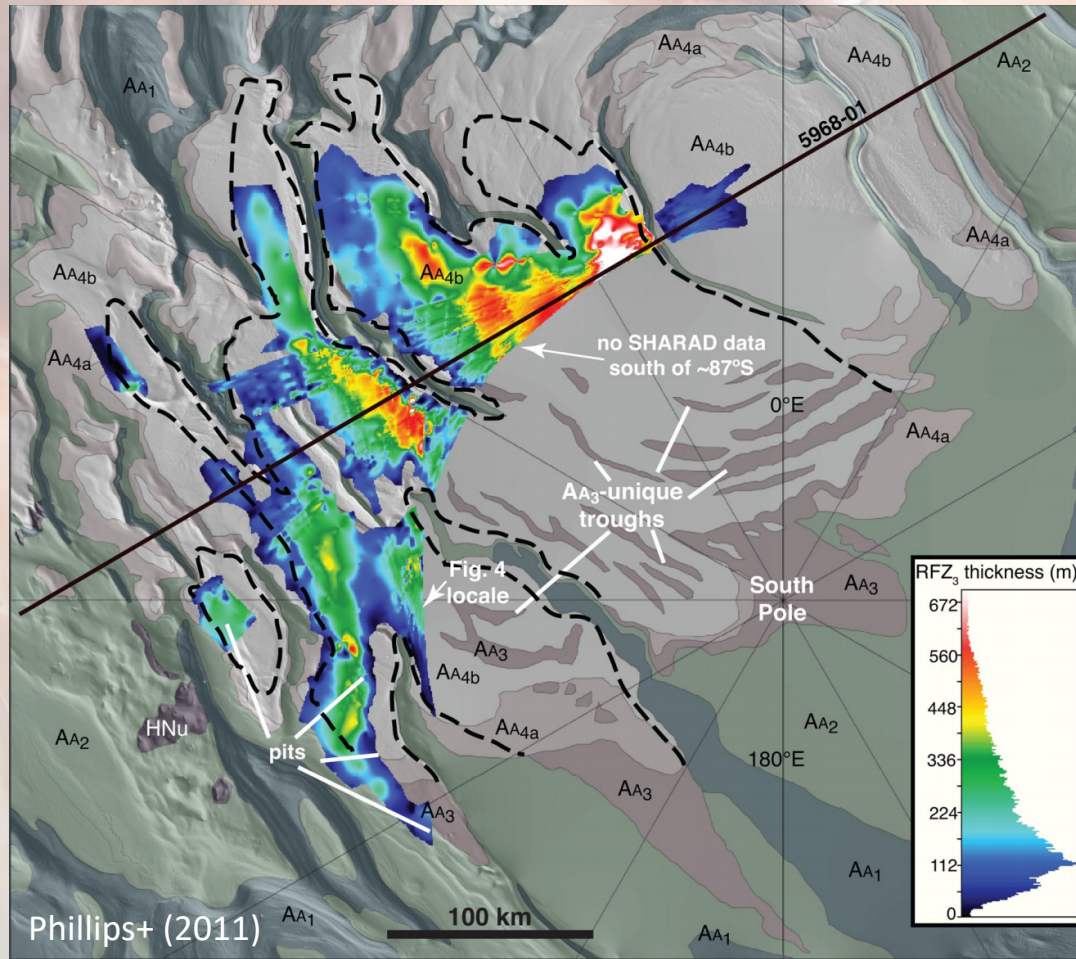 AA4a
AA4b
AA2
AA1
5968-01
AA4b
AA4a
AA4b
AA4b
AA4a
no SHARAD data
south of ~87°S
0°E
AA4a
AA3-unique
troughs
Fig. 4
locale
South
Pole
AA3
RFZ3 thickness (m)
672
560
448
336
224
112
0
AA3
AA4b
HNu
AA2
AA4a
AA2
pits
180°E
AA3
AA3
AA1
AA1
AA1
100 km
Phillips+ (2011)